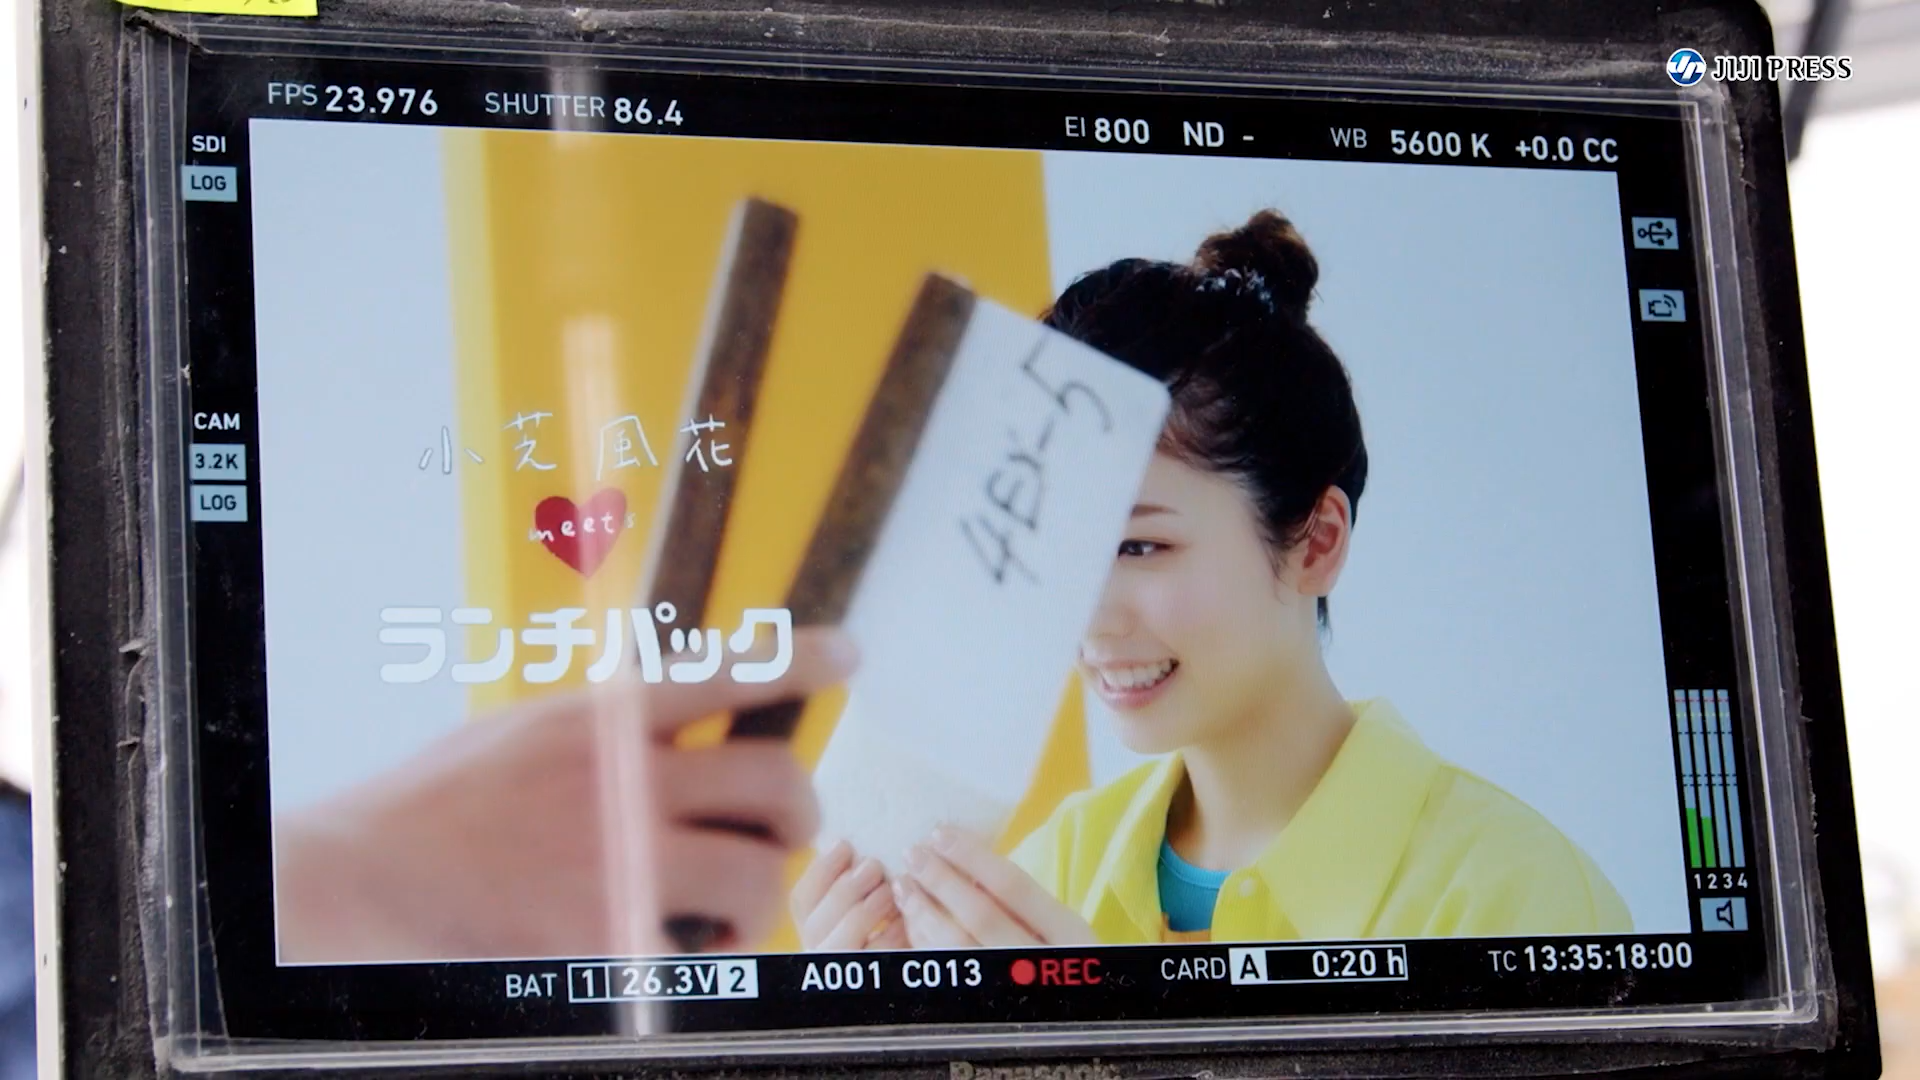 JIJI PRESS
FPS 23.976 SHUTTER 86.4 EI 800 ND - WB 5600 K +0.0 CC
SDI
LOG
CAM
3.2K
LOG
小芝風花
meets
ランチパック
1 2 3 4
BAT 1 26.3V 2 A001 C013 REC CARD A 0:20 h TC 13:35:18:00
Panasonic